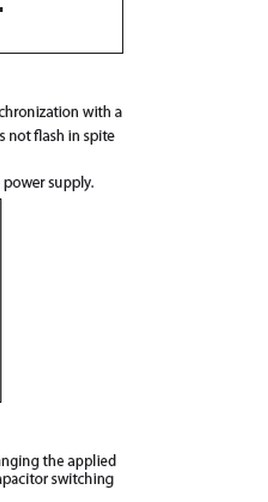 chronization with a
s not flash in spite
power supply.
nging the applied
pacitor switching